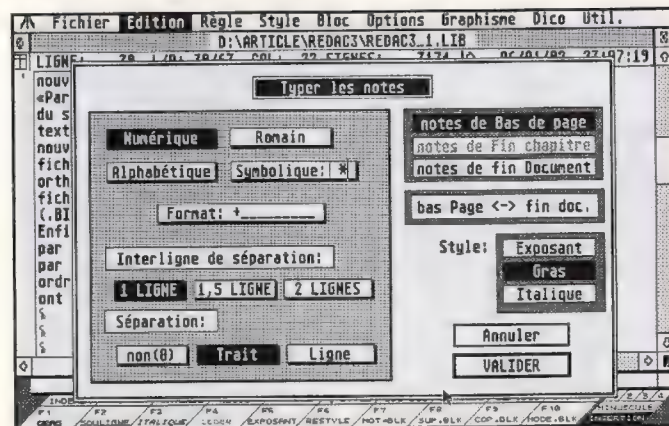 Fichier Edition Règle Style Bloc Options Graphisme Dico Util.
D:\ARTICLE\REDAC3\REDAC3_1.LIB
LIGNE:
Typer les notes
nouv
«Par
du s
text
nouv
fich
orth
fich
(.BI
Enfi
par
par
ordr
ont
Numérique Romain
Alphabétique Symbolique: *
Format: +_________
Interligne de séparation:
1 LIGNE 1,5 LIGNE 2 LIGNES
Séparation:
non(0) Trait Ligne
notes de Bas de page
notes de Fin chapitre
notes de fin Document
bas Page <-> fin doc.
Style: Exposant
Gras
Italique
Annuler
VALIDER
F1 F2 F3 F4 F5 F6 F7 F8 F9 F10 MINUSCULE
GRAS SOULIGNE ITALIQUE LEGER EXPOSANT RESTYLE MOT-BLK SUP.BLK COP.BLK MODE.BLK INSERTION